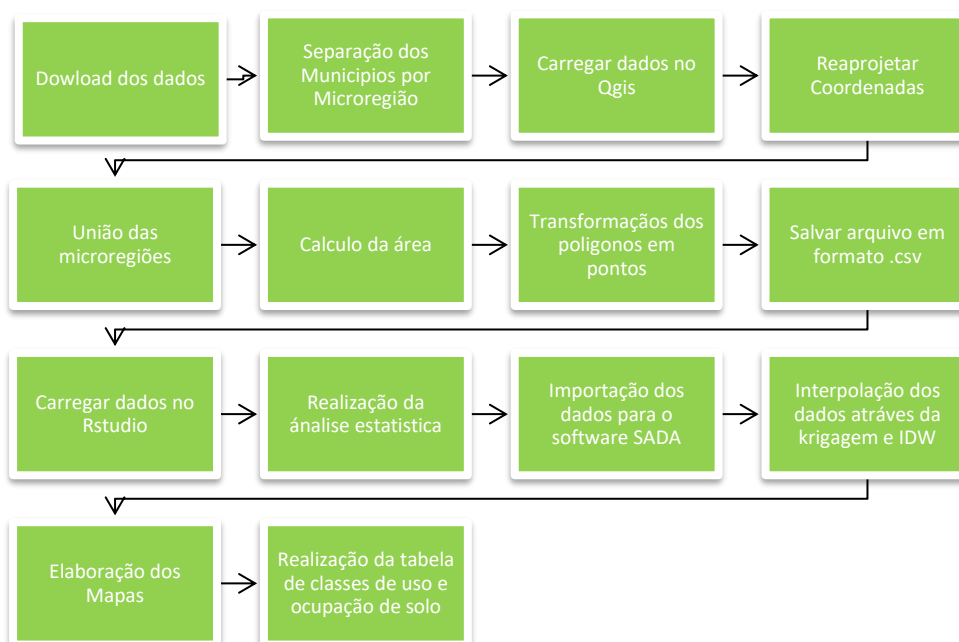 Dowload dos dados
Separação dos
Municipios por
Microregião
Carregar dados no
Qgis
Reaprojetar
Coordenadas
União das
microregiões
Calculo da área
Transformaçãos dos
poligonos em
pontos
Salvar arquivo em
formato .csv
Carregar dados no
Rstudio
Realização da
ánalise estatistica
Importação dos
dados para o
software SADA
Interpolação dos
dados atráves da
krigagem e IDW
Elaboração dos
Mapas
Realização da tabela
de classes de uso e
ocupação de solo